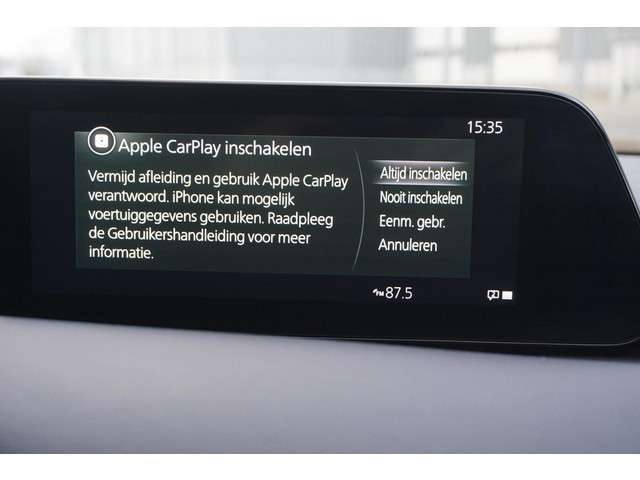 15:35
Apple CarPlay inschakelen
Vermijd afleiding en gebruik Apple CarPlay
verantwoord. iPhone kan mogelijk
voertuiggegevens gebruiken. Raadpleeg
de Gebruikershandleiding voor meer
informatie.
Altijd inschakelen
Nooit inschakelen
Eenm. gebr.
Annuleren
FM 87.5